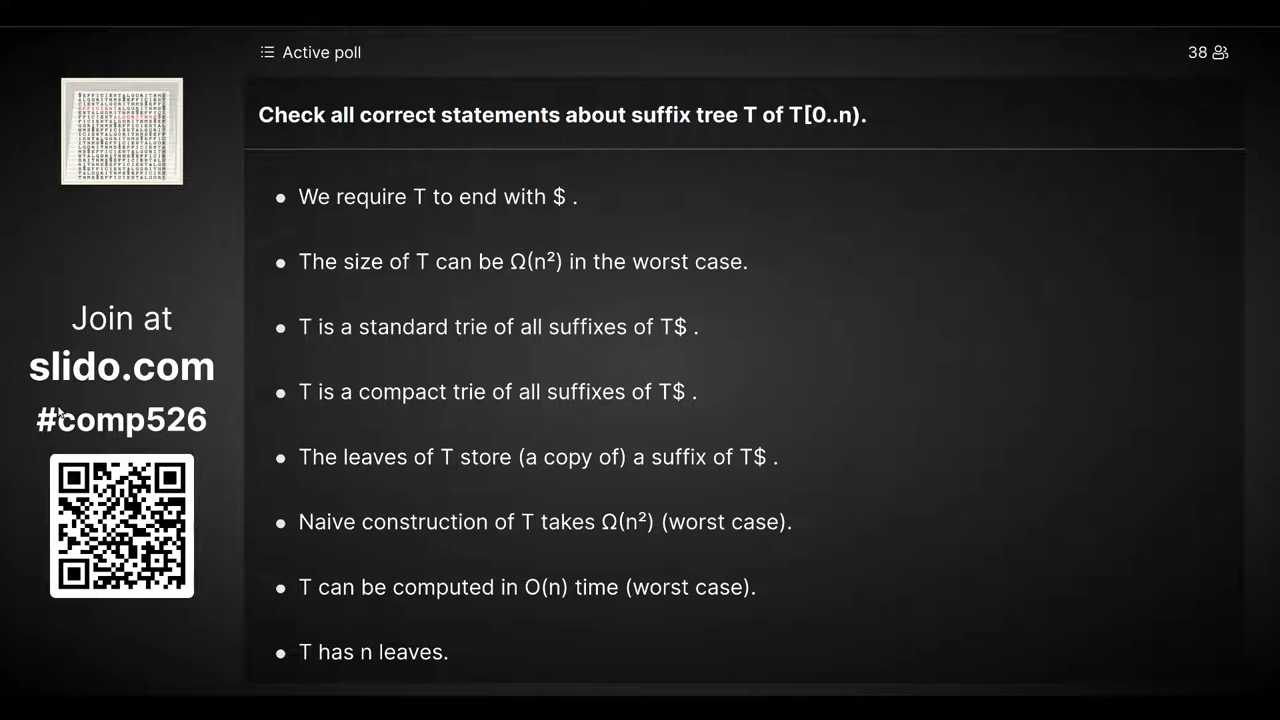 Active poll
38
Check all correct statements about suffix tree T of T[0..n).
• We require T to end with $ .
• The size of T can be Ω(n²) in the worst case.
• T is a standard trie of all suffixes of T$ .
• T is a compact trie of all suffixes of T$ .
• The leaves of T store (a copy of) a suffix of T$ .
• Naive construction of T takes Ω(n²) (worst case).
• T can be computed in O(n) time (worst case).
• T has n leaves.
Join at
slido.com
#comp526